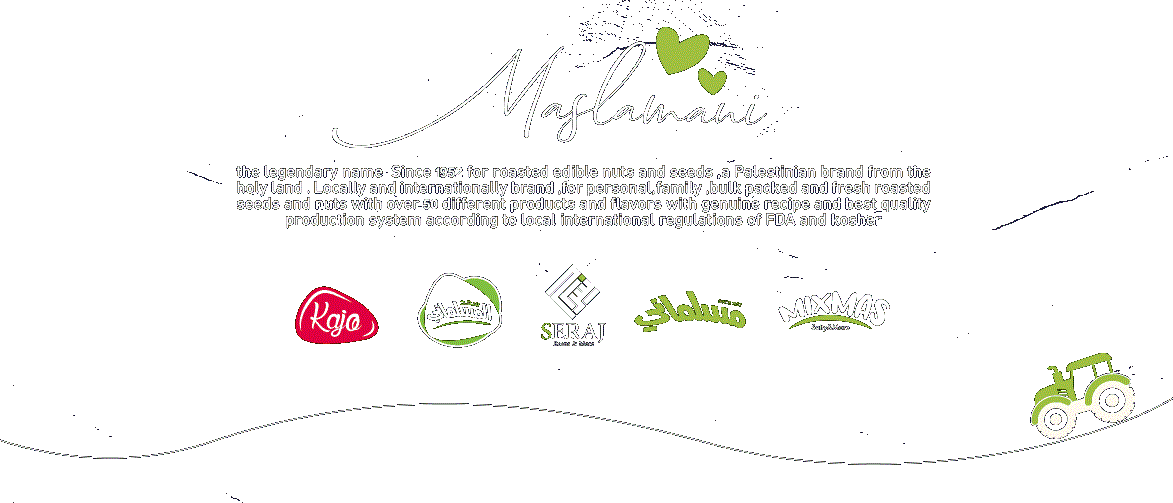 Maslamani
the legendary name Since 1952 for roasted edible nuts and seeds ,a Palestinian brand from the
holy land . Locally and internationally brand ,for personal,family ,bulk packed and fresh roasted
seeds and nuts with over 50 different products and flavors with genuine recipe and best quality
production system according to local international regulations of FDA and kosher
Kajo
المسلماني
SERAJ
مسلماني
MIXMAS